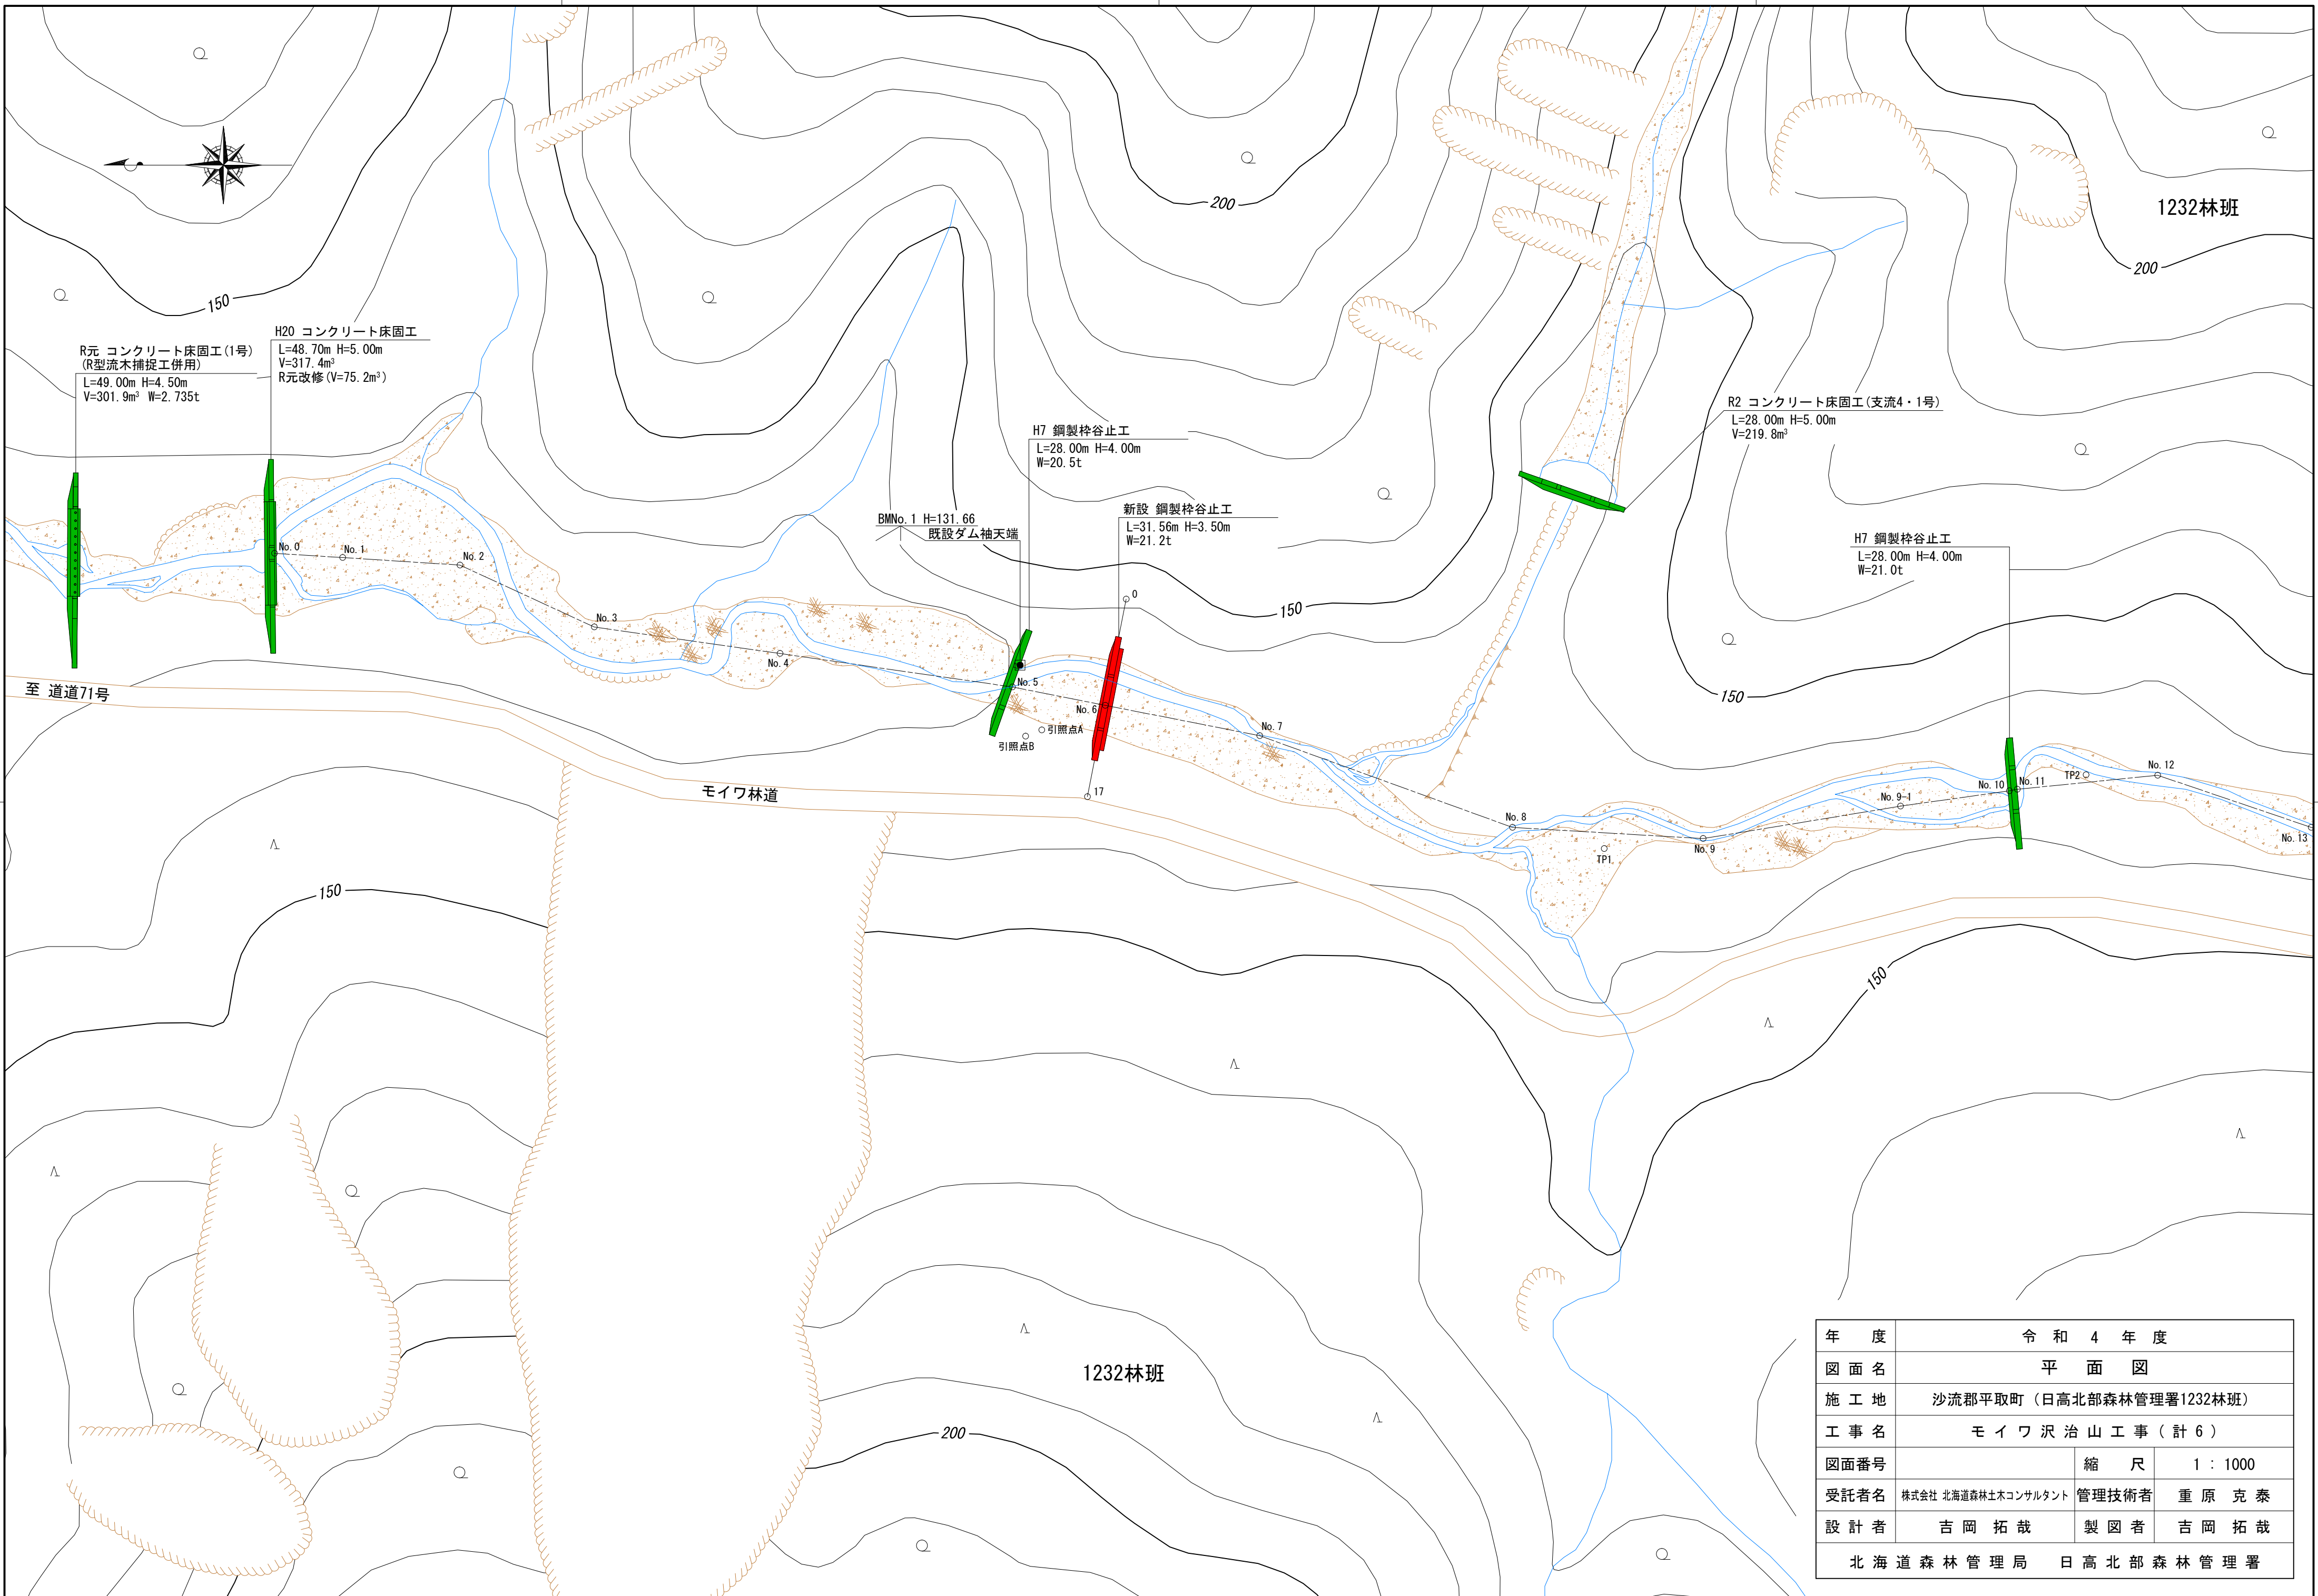 200
1232林班
200
150
H20 コンクリート床固工
L=48.70m H=5.00m
V=317.4m³
R元改修(V=75.2m³)
R元 コンクリート床固工(1号)
(R型流木捕捉工併用)
L=49.00m H=4.50m
V=301.9m³ W=2.735t
R2 コンクリート床固工(支流4・1号)
L=28.00m H=5.00m
V=219.8m³
H7 鋼製枠谷止工
L=28.00m H=4.00m
W=20.5t
新設 鋼製枠谷止工
L=31.56m H=3.50m
W=21.2t
BMNo.1 H=131.66
既設ダム袖天端
H7 鋼製枠谷止工
L=28.00m H=4.00m
W=21.0t
No.0
No.1
No.2
No.3
No.4
No.5
No.6
No.7
No.8
No.9
No.9-1
No.10
No.11
No.12
No.13
TP1
TP2
0
17
引照点A
引照点B
150
150
至 道道71号
モイワ林道
150
150
1232林班
200
年度 令和4年度
図面名 平面図
施工地 沙流郡平取町（日高北部森林管理署1232林班）
工事名 モイワ沢治山工事（計6）
図面番号 縮尺 1：1000
受託者名 株式会社 北海道森林土木コンサルタント 管理技術者 重原 克泰
設計者 吉岡 拓哉 製図者 吉岡 拓哉
北海道森林管理局 日高北部森林管理署